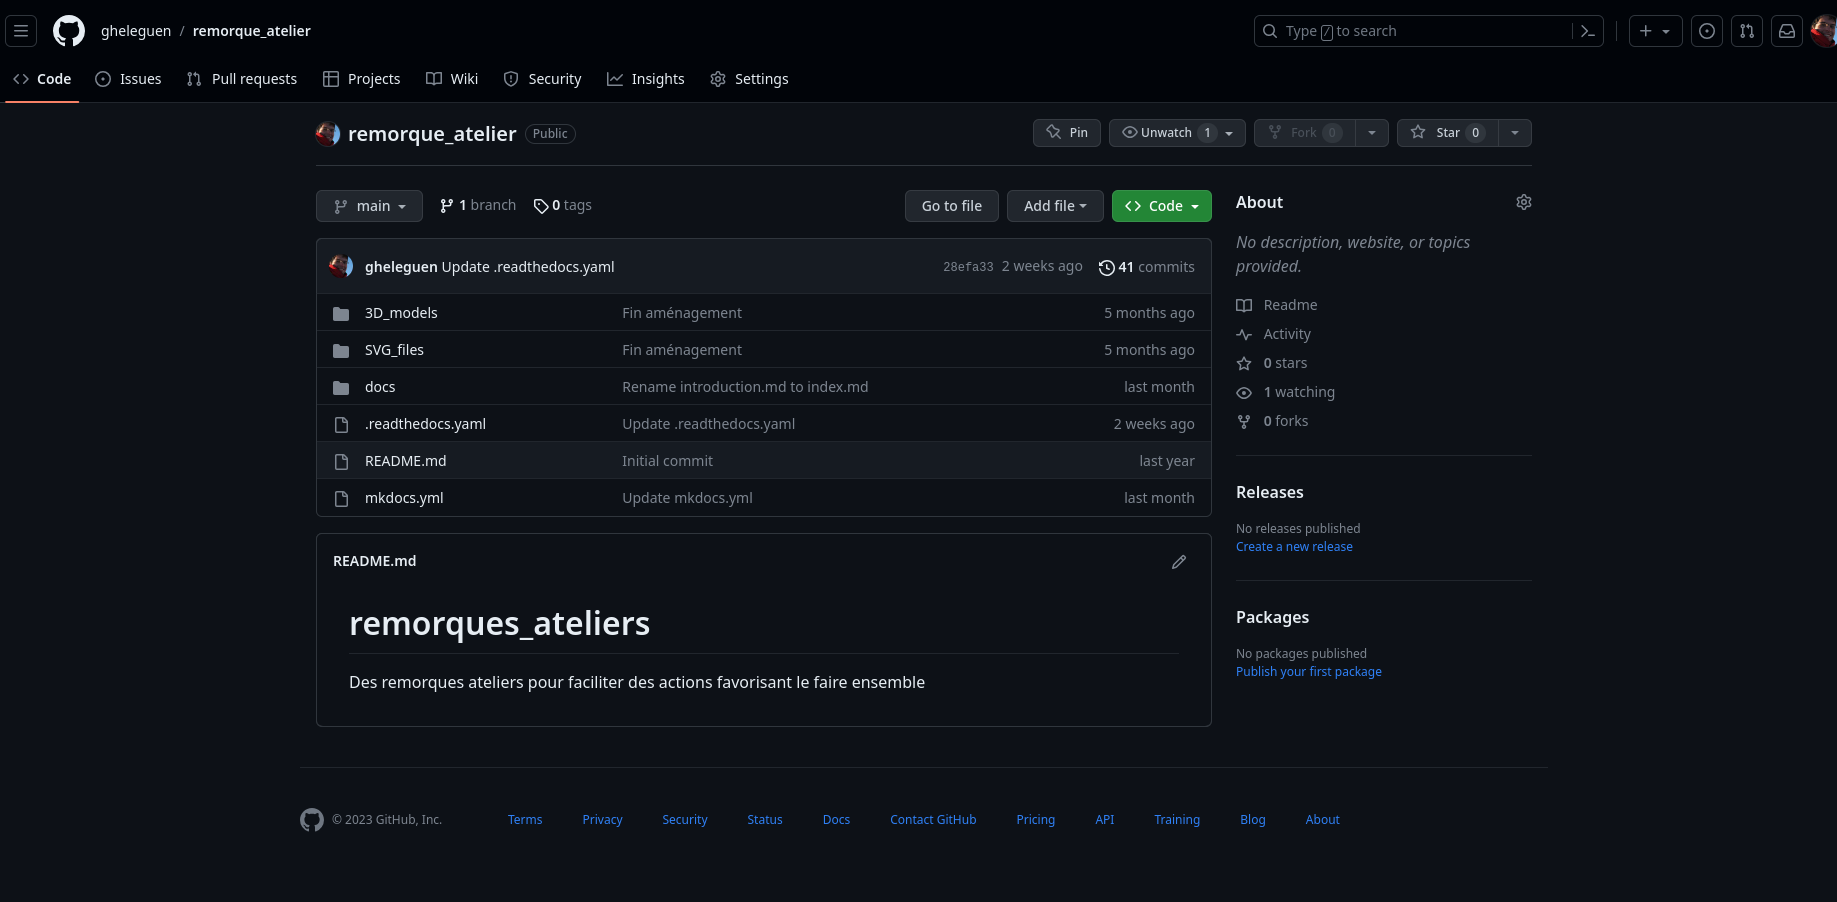 gheleguen / remorque_atelier
Type / to search
Code Issues Pull requests Projects Wiki Security Insights Settings
remorque_atelier Public
Pin Unwatch 1 Fork 0 Star 0
main 1 branch 0 tags Go to file Add file Code
gheleguen Update .readthedocs.yaml 28efa33 2 weeks ago 41 commits
3D_models Fin aménagement 5 months ago
SVG_files Fin aménagement 5 months ago
docs Rename introduction.md to index.md last month
.readthedocs.yaml Update .readthedocs.yaml 2 weeks ago
README.md Initial commit last year
mkdocs.yml Update mkdocs.yml last month
README.md
remorques_ateliers
Des remorques ateliers pour faciliter des actions favorisant le faire ensemble
About
No description, website, or topics
provided.
Readme
Activity
0 stars
1 watching
0 forks
Releases
No releases published
Create a new release
Packages
No packages published
Publish your first package
© 2023 GitHub, Inc. Terms Privacy Security Status Docs Contact GitHub Pricing API Training Blog About